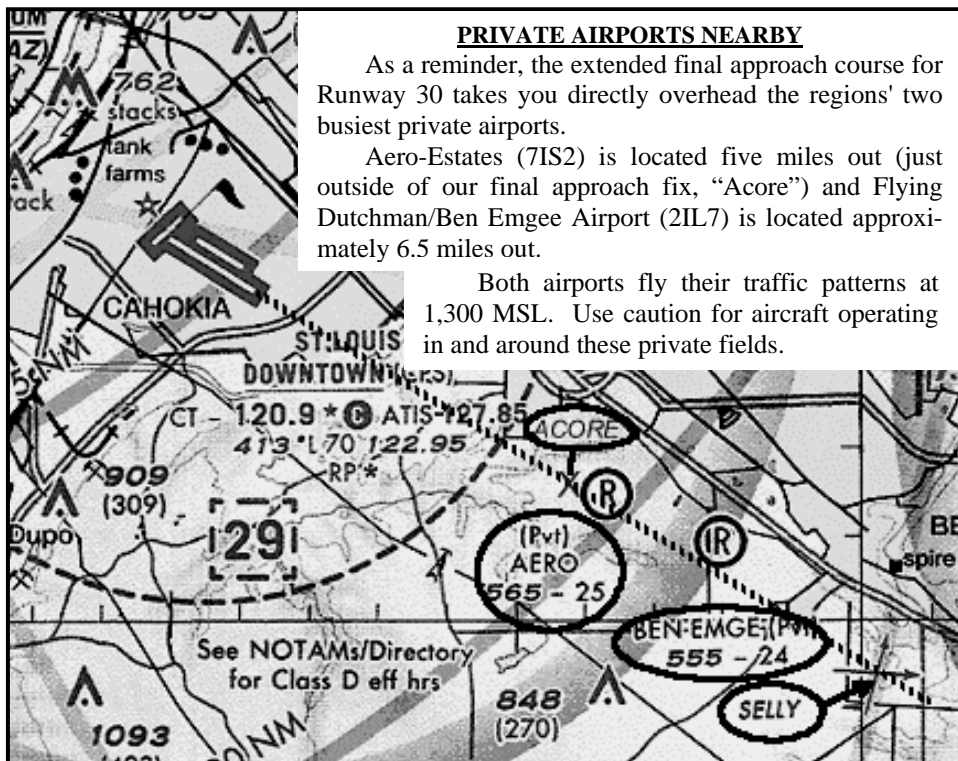 PRIVATE AIRPORTS NEARBY
As a reminder, the extended final approach course for
Runway 30 takes you directly overhead the regions' two
busiest private airports.
Aero-Estates (7IS2) is located five miles out (just
outside of our final approach fix, “Acore”) and Flying
Dutchman/Ben Emgee Airport (2IL7) is located approxi-
mately 6.5 miles out.
Both airports fly their traffic patterns at
1,300 MSL. Use caution for aircraft operating
in and around these private fields.
UM
AZ)
762
stacks
tank
farms
rack
CAHOKIA
ST LOUIS
DOWNTOWN
CT - 120.9 * C ATIS 127.85
413 *L 70 122.95
RP *
ACORE
909
(309)
Dupo
29
R
R
(Pvt)
AERO
565 - 25
BE
spire
BEN EMGE (Pvt)
555 - 24
See NOTAMs/Directory
for Class D eff hrs
848
(270)
SELLY
1093
NM
NM